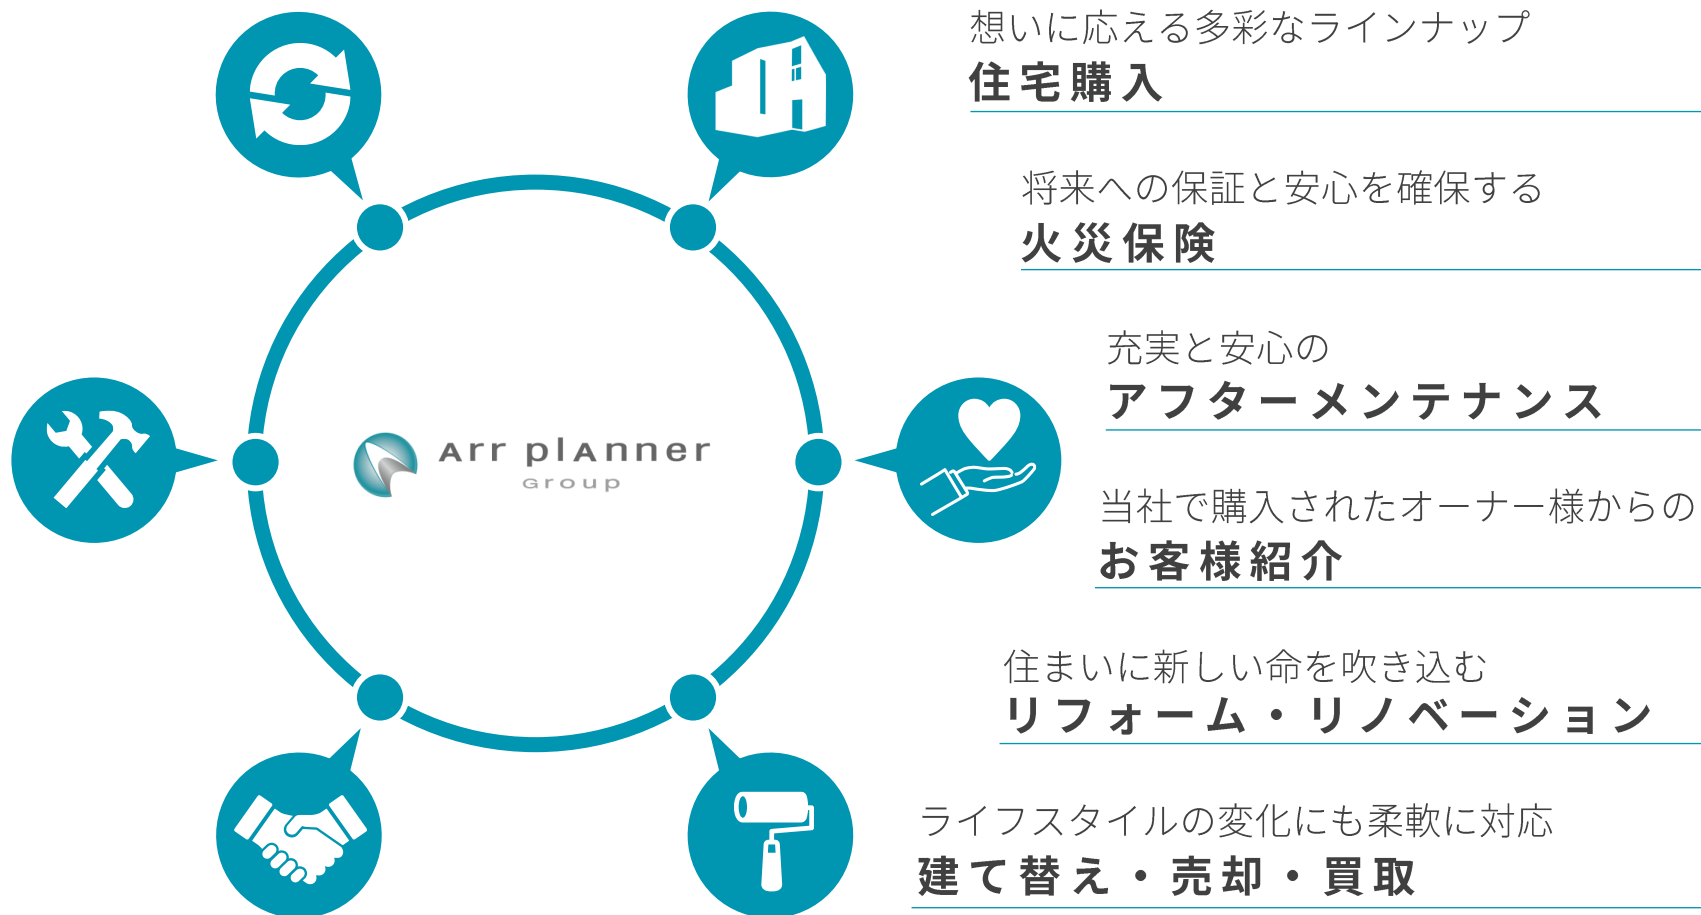 想いに応える多彩なラインナップ
住宅購入
将来への保証と安心を確保する
火災保険
充実と安心の
アフターメンテナンス
Arr plAnner
Group
当社で購入されたオーナー様からの
お客様紹介
住まいに新しい命を吹き込む
リフォーム・リノベーション
ライフスタイルの変化にも柔軟に対応
建て替え・売却・買取